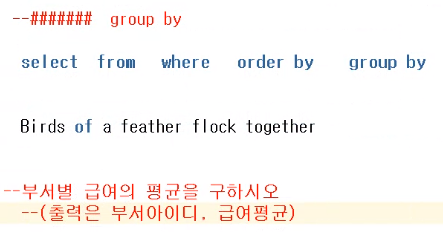 --####### group by
select from where order by group by
Birds of a feather flock together
--부서별 급여의 평균을 구하시오
--(출력은 부서아이디. 급여평균)